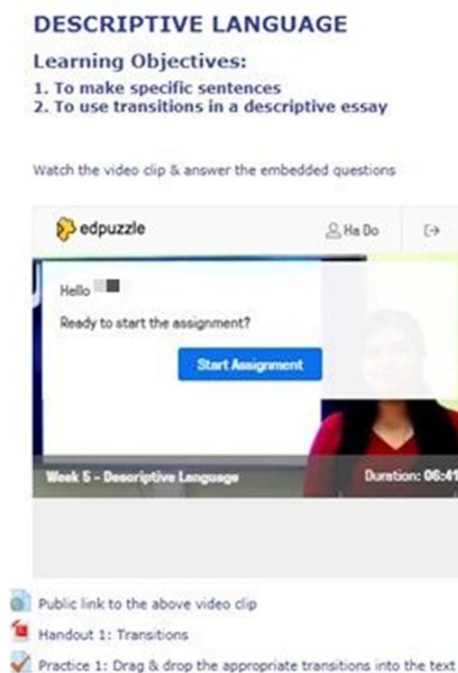 DESCRIPTIVE LANGUAGE
Learning Objectives:
1. To make specific sentences
2. To use transitions in a descriptive essay
Watch the video clip & answer the embedded questions
edpuzzle
Ha Do
Hello
Ready to start the assignment?
Start Assignment
Week 5 - Descriptive Language
Duration: 06:41
Public link to the above video clip
Handout 1: Transitions
Practice 1: Drag & drop the appropriate transitions into the text